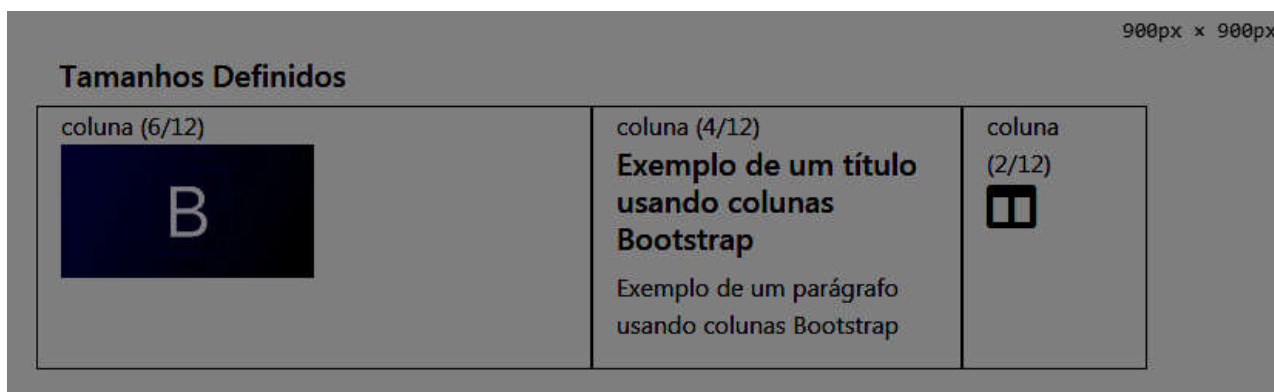 900px × 900px
Tamanhos Definidos
coluna (6/12)
B
coluna (4/12)
Exemplo de um título
usando colunas
Bootstrap
Exemplo de um parágrafo
usando colunas Bootstrap
coluna
(2/12)